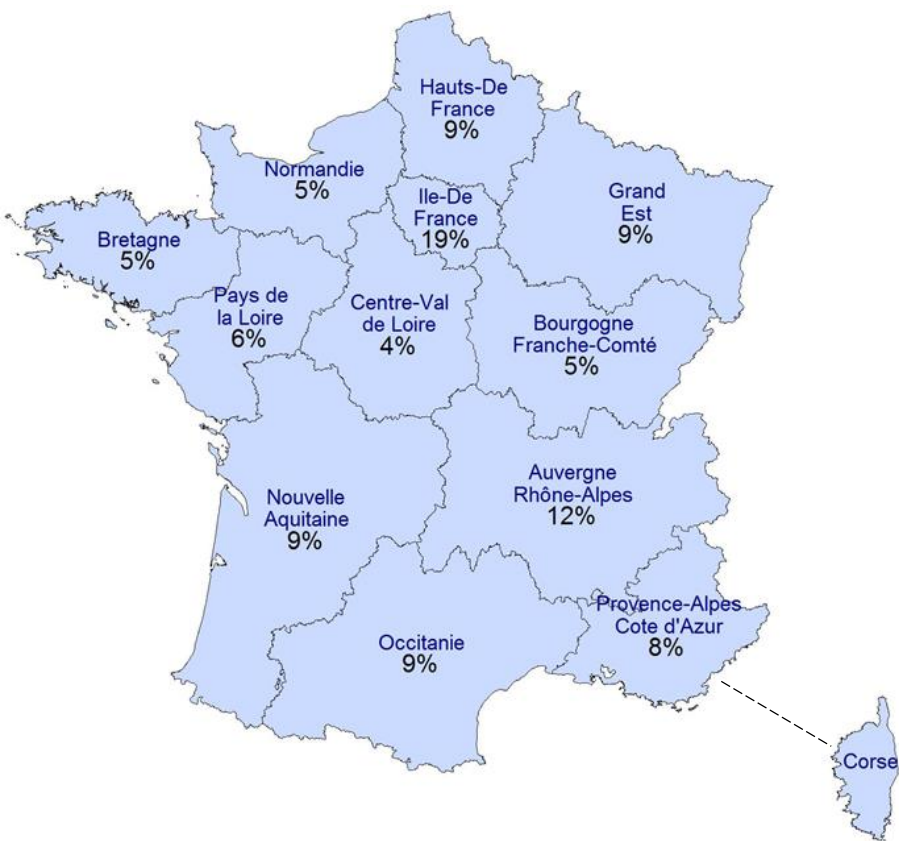 Hauts-De
France
9%
Normandie
5%
Ile-De
France
19%
Grand
Est
9%
Bretagne
5%
Pays de
la Loire
6%
Centre-Val
de Loire
4%
Bourgogne
Franche-Comté
5%
Auvergne
Rhône-Alpes
12%
Nouvelle
Aquitaine
9%
Provence-Alpes
Cote d'Azur
8%
Occitanie
9%
Corse